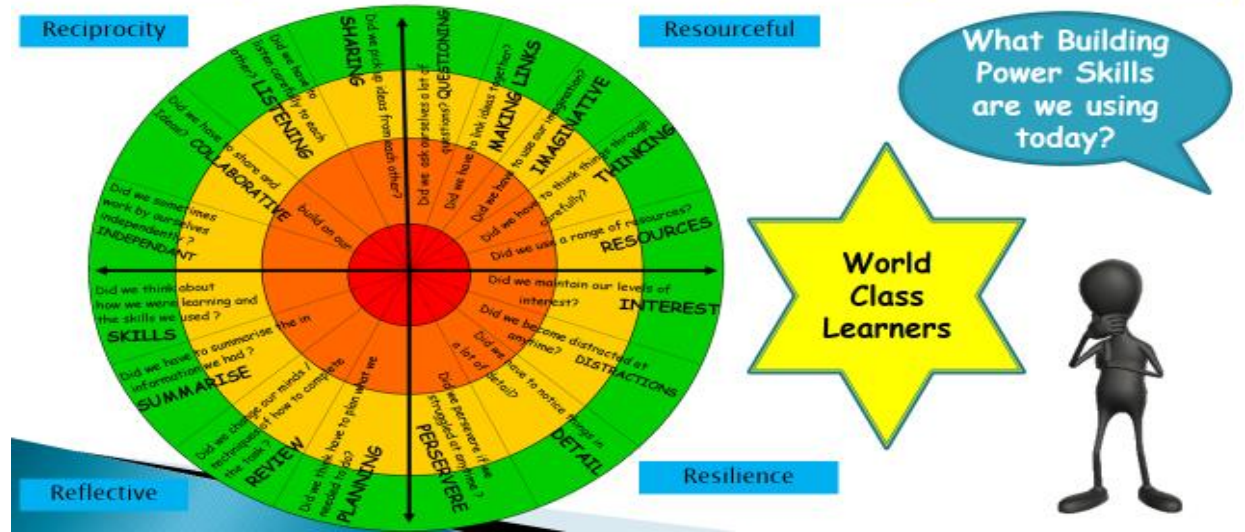 Reciprocity
Resourceful
What Building
Power Skills
are we using
today?
World
Class
Learners
Reflective
Resilience
Did we pick up ideas from each other?
SHARING
Did we have to
listen carefully to each
other? LISTENING
Did we have to share and
build on our
ideas? COLLABORATIVE
Did we sometimes
work by ourselves
independently ?
INDEPENDANT
Did we ask ourselves a lot of
questions? QUESTIONING
Did we have to link ideas together?
MAKING LINKS
Did we have to use our imagination?
IMAGINATIVE
Did we have to think things through
carefully? THINKING
Did we use a range of resources?
RESOURCES
Did we maintain our levels of
interest? INTEREST
Did we become distracted at
anytime? DISTRACTIONS
Did we have to notice things in
a lot of detail?
DETAIL
Did we persevere if we
struggled at anytime ?
PERSERVERE
Did we think about
how we were learning and
the skills we used ?
SKILLS
Did we have to summarise the in
information we had ?
SUMMARISE
Did we change our minds /
techniques of how to complete
the task ?
REVIEW
Did we think have to plan what we
needed to do?
PLANNING